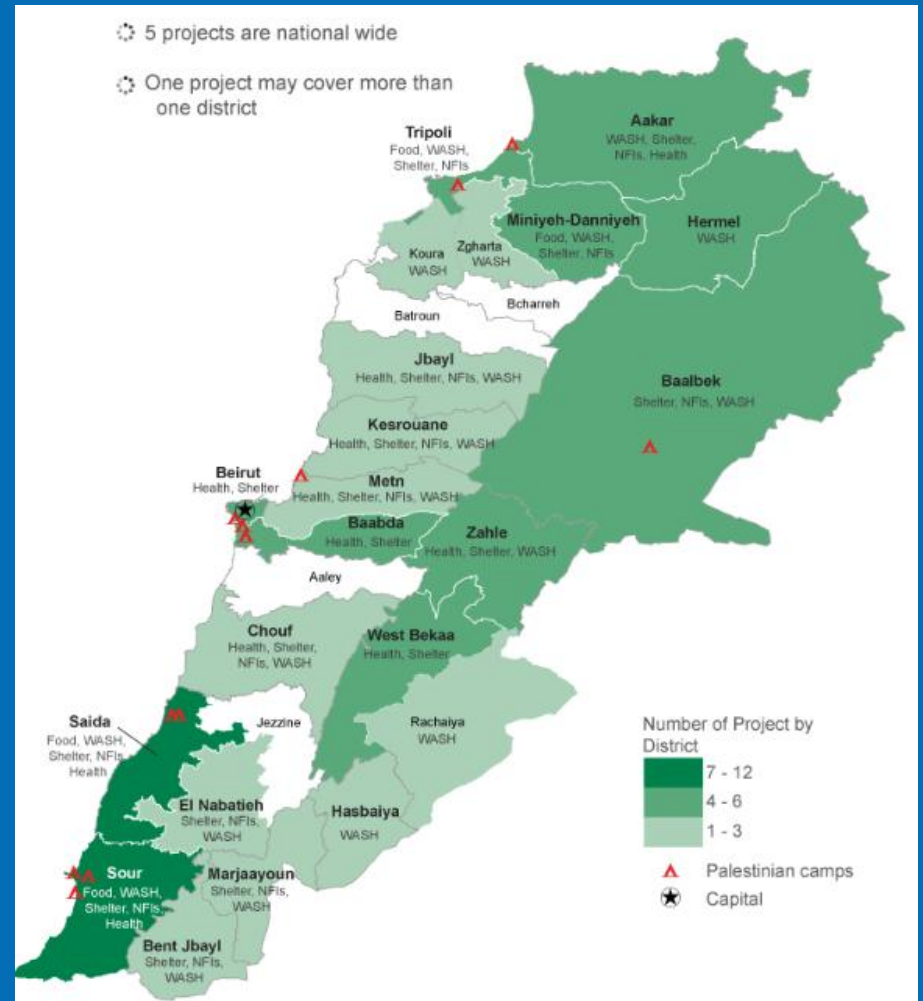 5 projects are national wide
One project may cover more than
one district
Tripoli
Food, WASH,
Shelter, NFIs
Aakar
WASH, Shelter,
NFIs, Health
Miniyeh-Danniyeh
Food, WASH,
Shelter, NFIs
Hermel
WASH
Koura
WASH
Zgharta
WASH
Bcharreh
Batroun
Jbayl
Health, Shelter, NFIs, WASH
Baalbek
Shelter, NFIs, WASH
Kesrouane
Health, Shelter, NFIs, WASH
Beirut
Health, Shelter
Metn
Health, Shelter, NFIs, WASH
Baabda
Health, Shelter
Zahle
Health, Shelter, WASH
Aaley
Chouf
Health, Shelter,
NFIs, WASH
West Bekaa
Health, Shelter
Saida
Food, WASH,
Shelter, NFIs,
Health
Jezzine
Rachaiya
WASH
El Nabatieh
Shelter, NFIs,
WASH
Hasbaiya
WASH
Sour
Food, WASH,
Shelter, NFIs,
Health
Marjaayoun
Shelter, NFIs,
WASH
Bent Jbayl
Shelter, NFIs,
WASH
Number of Project by
District
7 - 12
4 - 6
1 - 3
Palestinian camps
Capital